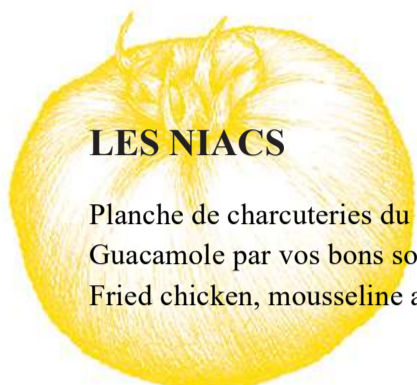 LES NIACS
Planche de charcuteries du
Guacamole par vos bons so
Fried chicken, mousseline a